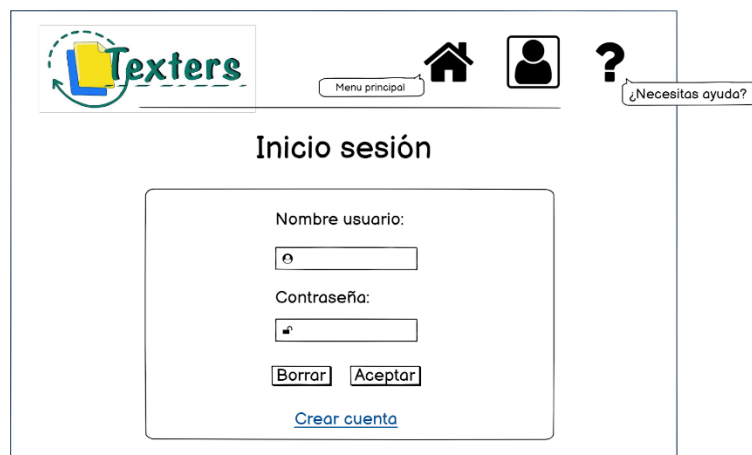 Texters
Menu principal
¿Necesitas ayuda?
Inicio sesión
Nombre usuario:
Contraseña:
Borrar Aceptar
Crear cuenta